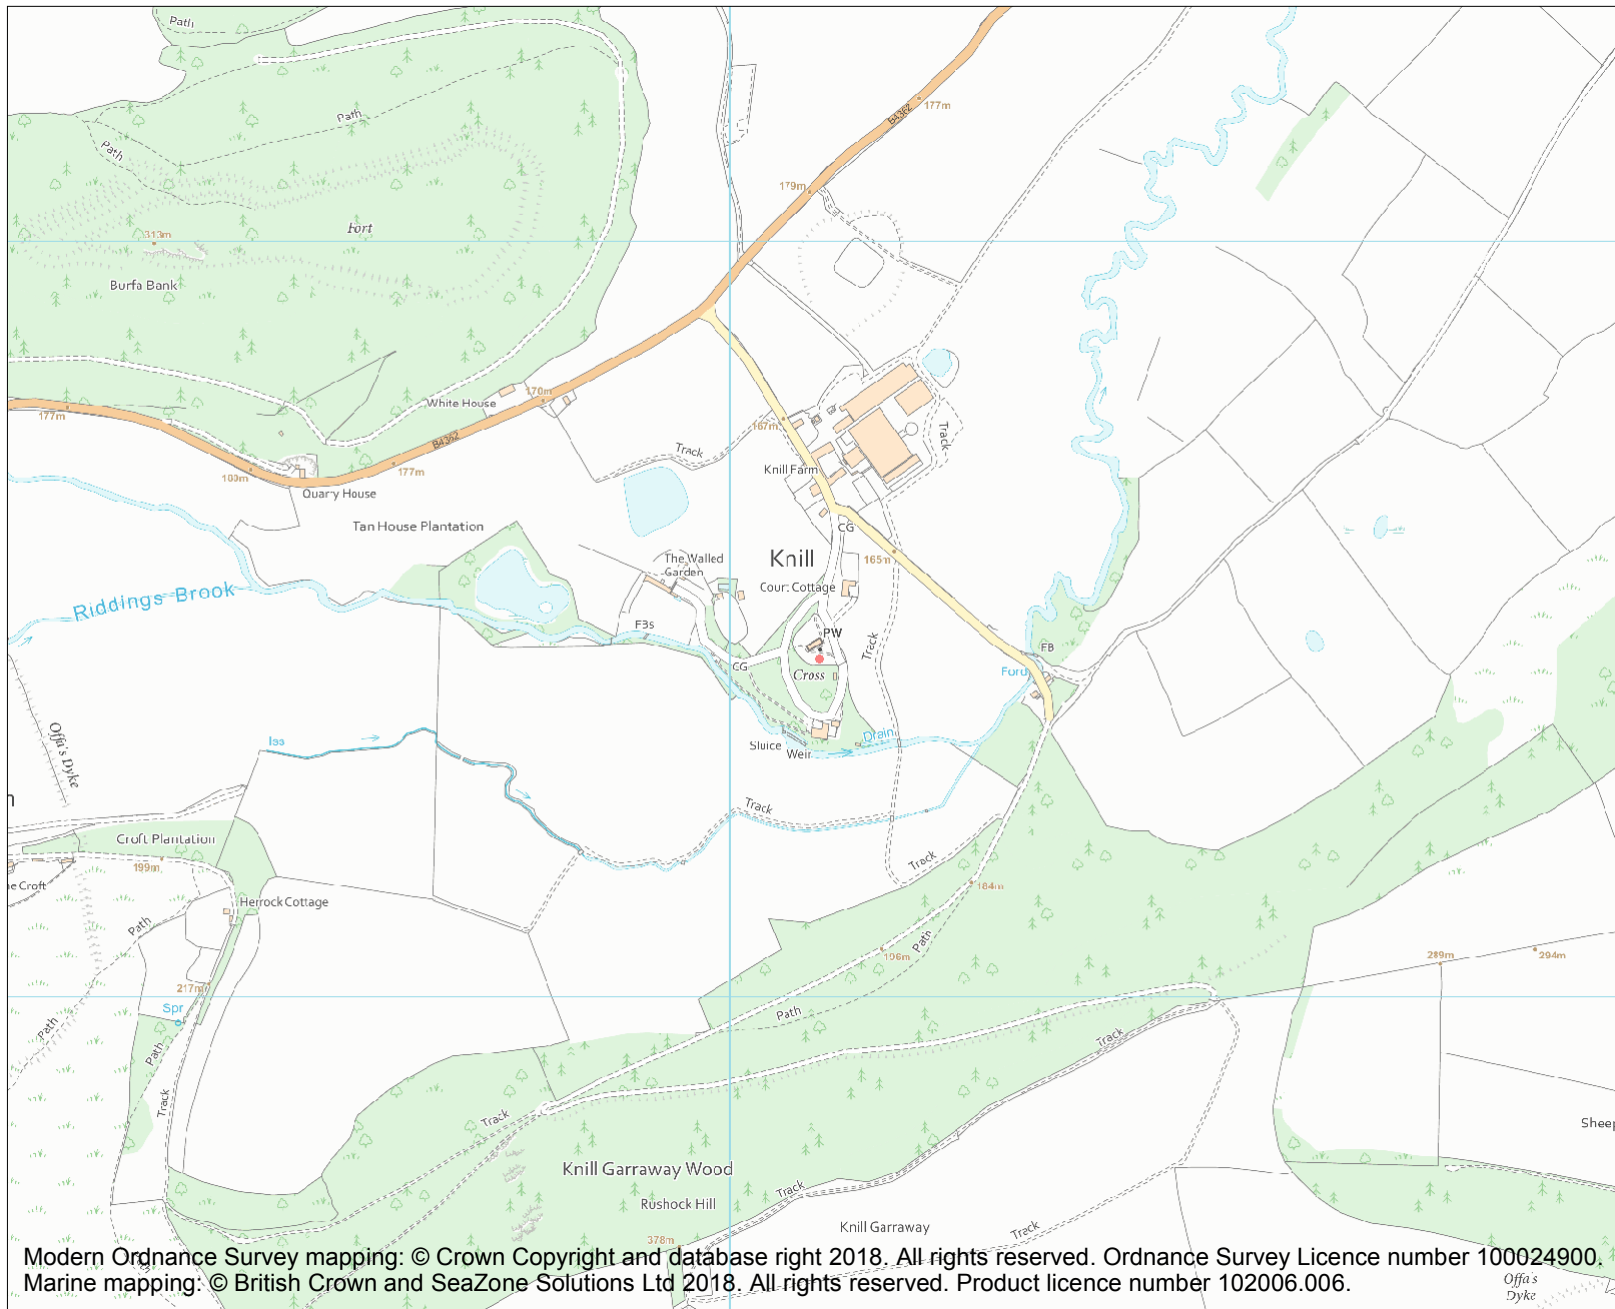 Path
177m
B4362
Path
Path
179m
Fort
313m
Burfa Bank
170m
White House
177m
167m
B4362
Track
Track
177m
Knill Farm
Quarry House
CG
Tan House Plantation
Knill
165m
The Walled
Garden
Court Cottage
Riddings Brook
FBs
PW
Track
FB
CG
Ford
Cross
Offa's Dyke
Iss
Drain
Sluice
Weir
Track
Croft Plantation
199m
Track
184m
Herrock Cottage
Path
Path
196m
289m
294m
217m
Spr
Path
Path
Track
Path
Track
Track
Sheep
Knill Garraway Wood
Track
Rushock Hill
Knill Garraway
Track
378m
Path
Modern Ordnance Survey mapping: © Crown Copyright and database right 2018. All rights reserved. Ordnance Survey Licence number 100024900.
Marine mapping: © British Crown and SeaZone Solutions Ltd 2018. All rights reserved. Product licence number 102006.006.
Offa's
Dyke